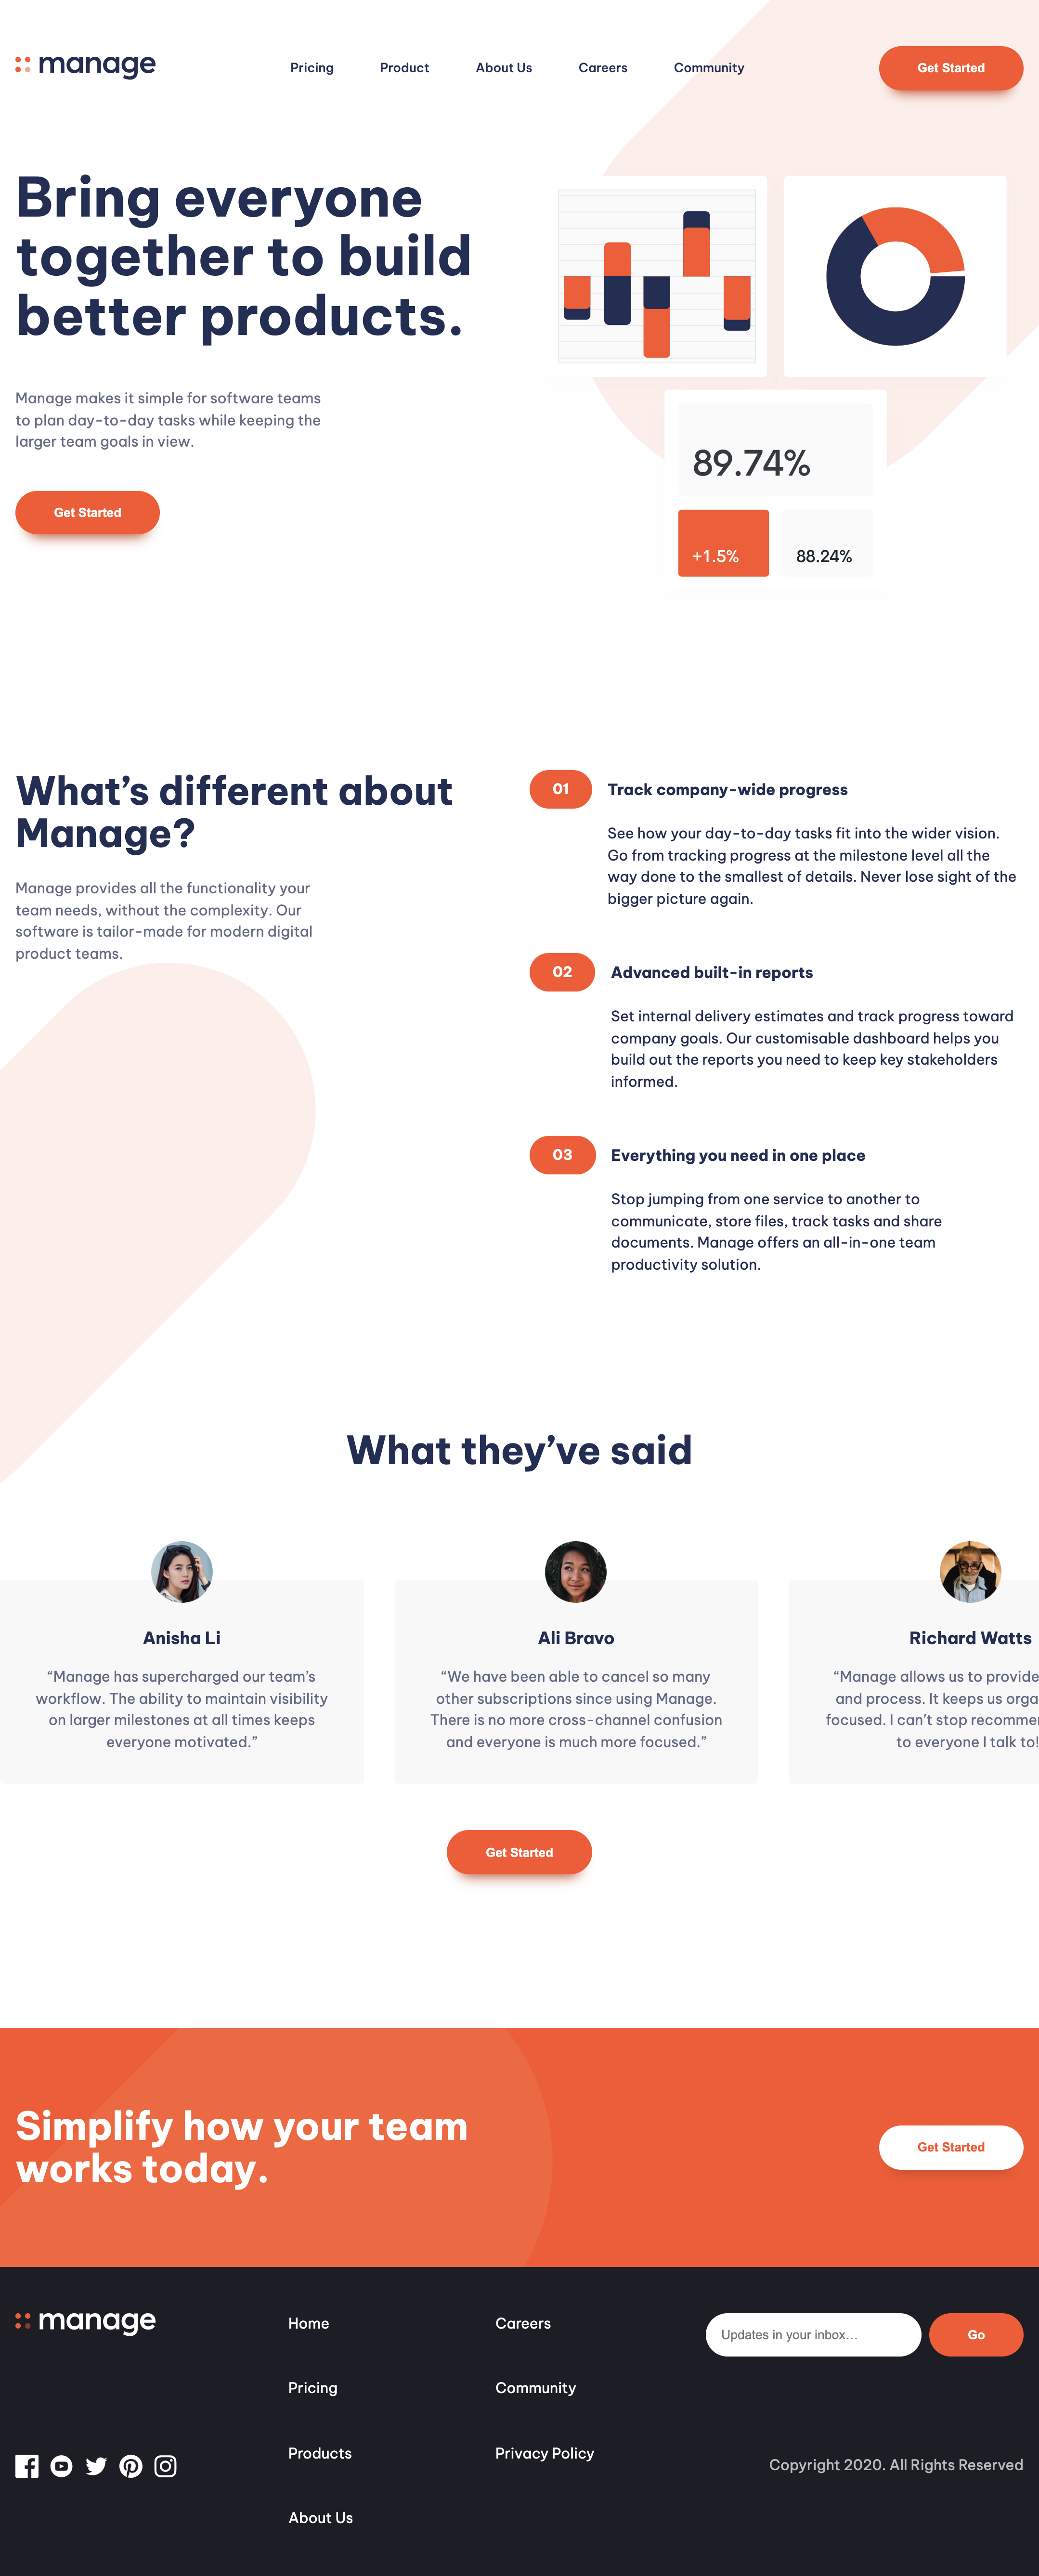 manage
Pricing
Product
About Us
Careers
Community
Get Started
Bring everyone
together to build
better products.
Manage makes it simple for software teams
to plan day-to-day tasks while keeping the
larger team goals in view.
Get Started
89.74%
+1.5%
88.24%
What’s different about
Manage?
Manage provides all the functionality your
team needs, without the complexity. Our
software is tailor-made for modern digital
product teams.
01
Track company-wide progress
See how your day-to-day tasks fit into the wider vision.
Go from tracking progress at the milestone level all the
way done to the smallest of details. Never lose sight of the
bigger picture again.
02
Advanced built-in reports
Set internal delivery estimates and track progress toward
company goals. Our customisable dashboard helps you
build out the reports you need to keep key stakeholders
informed.
03
Everything you need in one place
Stop jumping from one service to another to
communicate, store files, track tasks and share
documents. Manage offers an all-in-one team
productivity solution.
What they’ve said
Anisha Li
“Manage has supercharged our team’s
workflow. The ability to maintain visibility
on larger milestones at all times keeps
everyone motivated.”
Ali Bravo
“We have been able to cancel so many
other subscriptions since using Manage.
There is no more cross-channel confusion
and everyone is much more focused.”
Richard Watts
“Manage allows us to provide
and process. It keeps us
focused. I can’t stop
to everyone I talk to!
Get Started
Simplify how your team
works today.
Get Started
manage
Home
Pricing
Products
About Us
Careers
Community
Privacy Policy
Updates in your inbox...
Go
Copyright 2020. All Rights Reserved